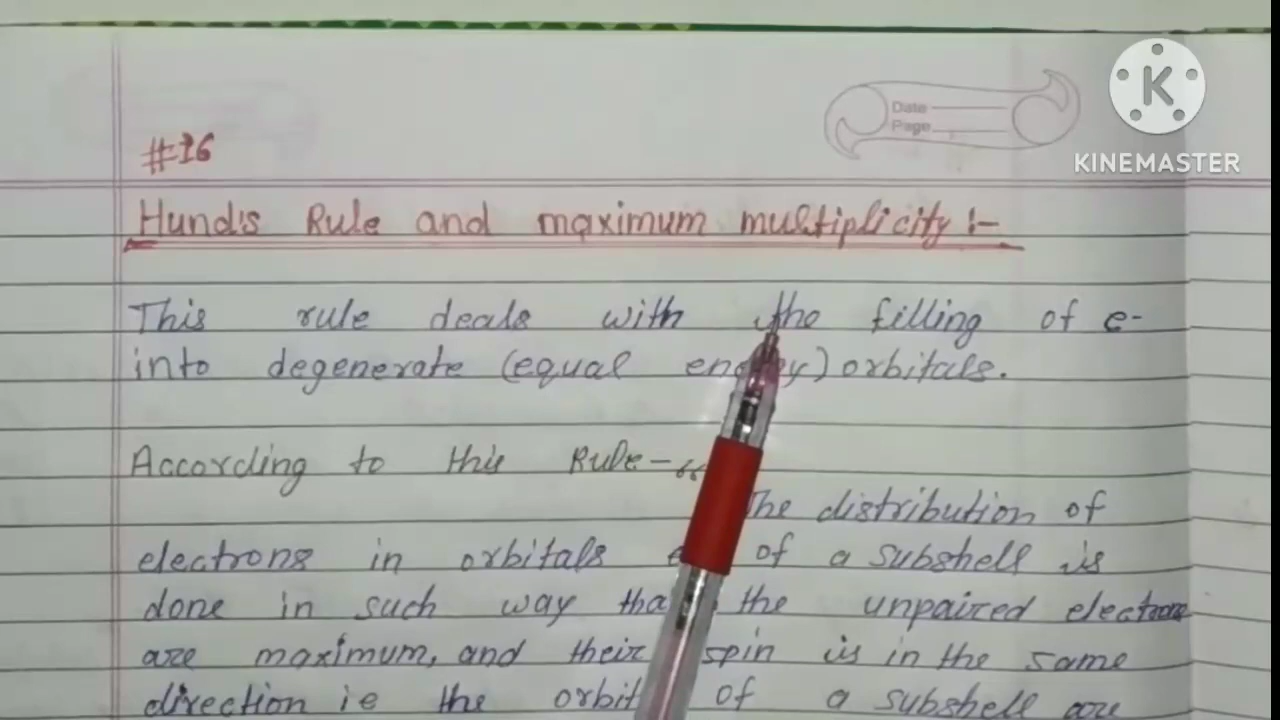 Date
Page
K
KINEMASTER
#16
Hund's Rule and maximum multiplicity :-
This rule deals with the filling of e-
into degenerate (equal energy) orbitals.
According to this Rule - "
The distribution of
electrons in orbitals of a subshell is
done in such way that the unpaired electrons
are maximum, and their spin is in the same
direction ie the of a subshell are